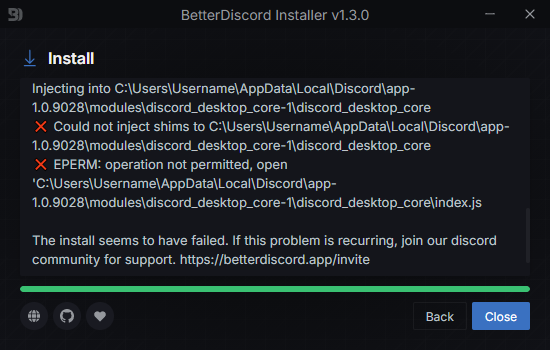 BetterDiscord Installer v1.3.0
Install
Injecting into C:\Users\Username\AppData\Local\Discord\app-
1.0.9028\modules\discord_desktop_core-1\discord_desktop_core
❌ Could not inject shims to C:\Users\Username\AppData\Local\Discord\app-
1.0.9028\modules\discord_desktop_core-1\discord_desktop_core
❌ EPERM: operation not permitted, open
'C:\Users\Username\AppData\Local\Discord\app-
1.0.9028\modules\discord_desktop_core-1\discord_desktop_core\index.js
The install seems to have failed. If this problem is recurring, join our discord
community for support. https://betterdiscord.app/invite
Back
Close